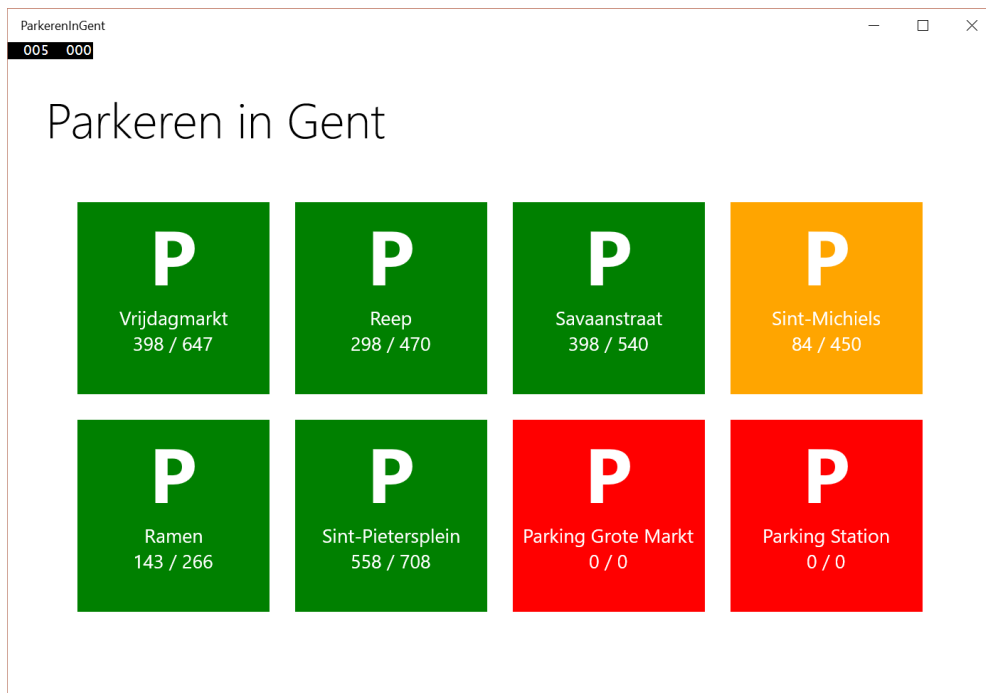 ParkerenInGent
005 000
Parkeren in Gent
P
Vrijdagmarkt
398 / 647
P
Reep
298 / 470
P
Savaanstraat
398 / 540
P
Sint-Michiels
84 / 450
P
Ramen
143 / 266
P
Sint-Pietersplein
558 / 708
P
Parking Grote Markt
0 / 0
P
Parking Station
0 / 0